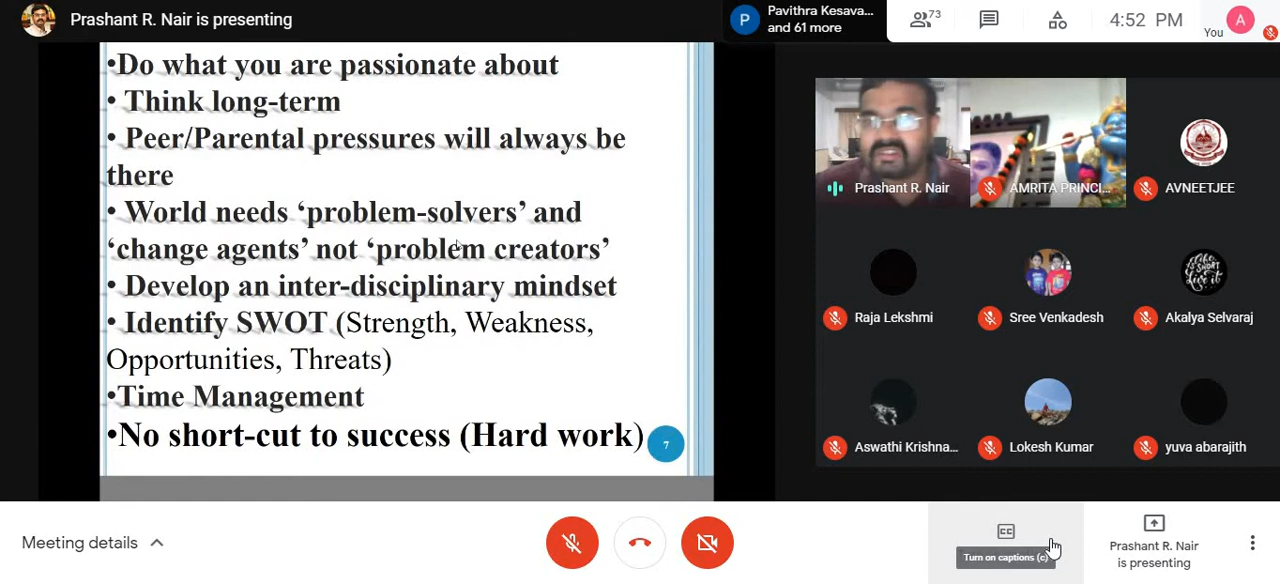 Prashant R. Nair is presenting
P
Pavithra Kesava...
and 61 more
73
4:52 PM
You
A
•Do what you are passionate about
• Think long-term
• Peer/Parental pressures will always be
there
• World needs ‘problem-solvers’ and
‘change agents’ not ‘problem creators’
• Develop an inter-disciplinary mindset
• Identify SWOT (Strength, Weakness,
Opportunities, Threats)
•Time Management
•No short-cut to success (Hard work)
7
Prashant R. Nair
AMRITA PRINCI...
AVNEETJEE
Raja Lekshmi
Sree Venkadesh
Akalya Selvaraj
Aswathi Krishna...
Lokesh Kumar
yuva abarajith
Meeting details
CC
Turn on captions (c)
Prashant R. Nair
is presenting